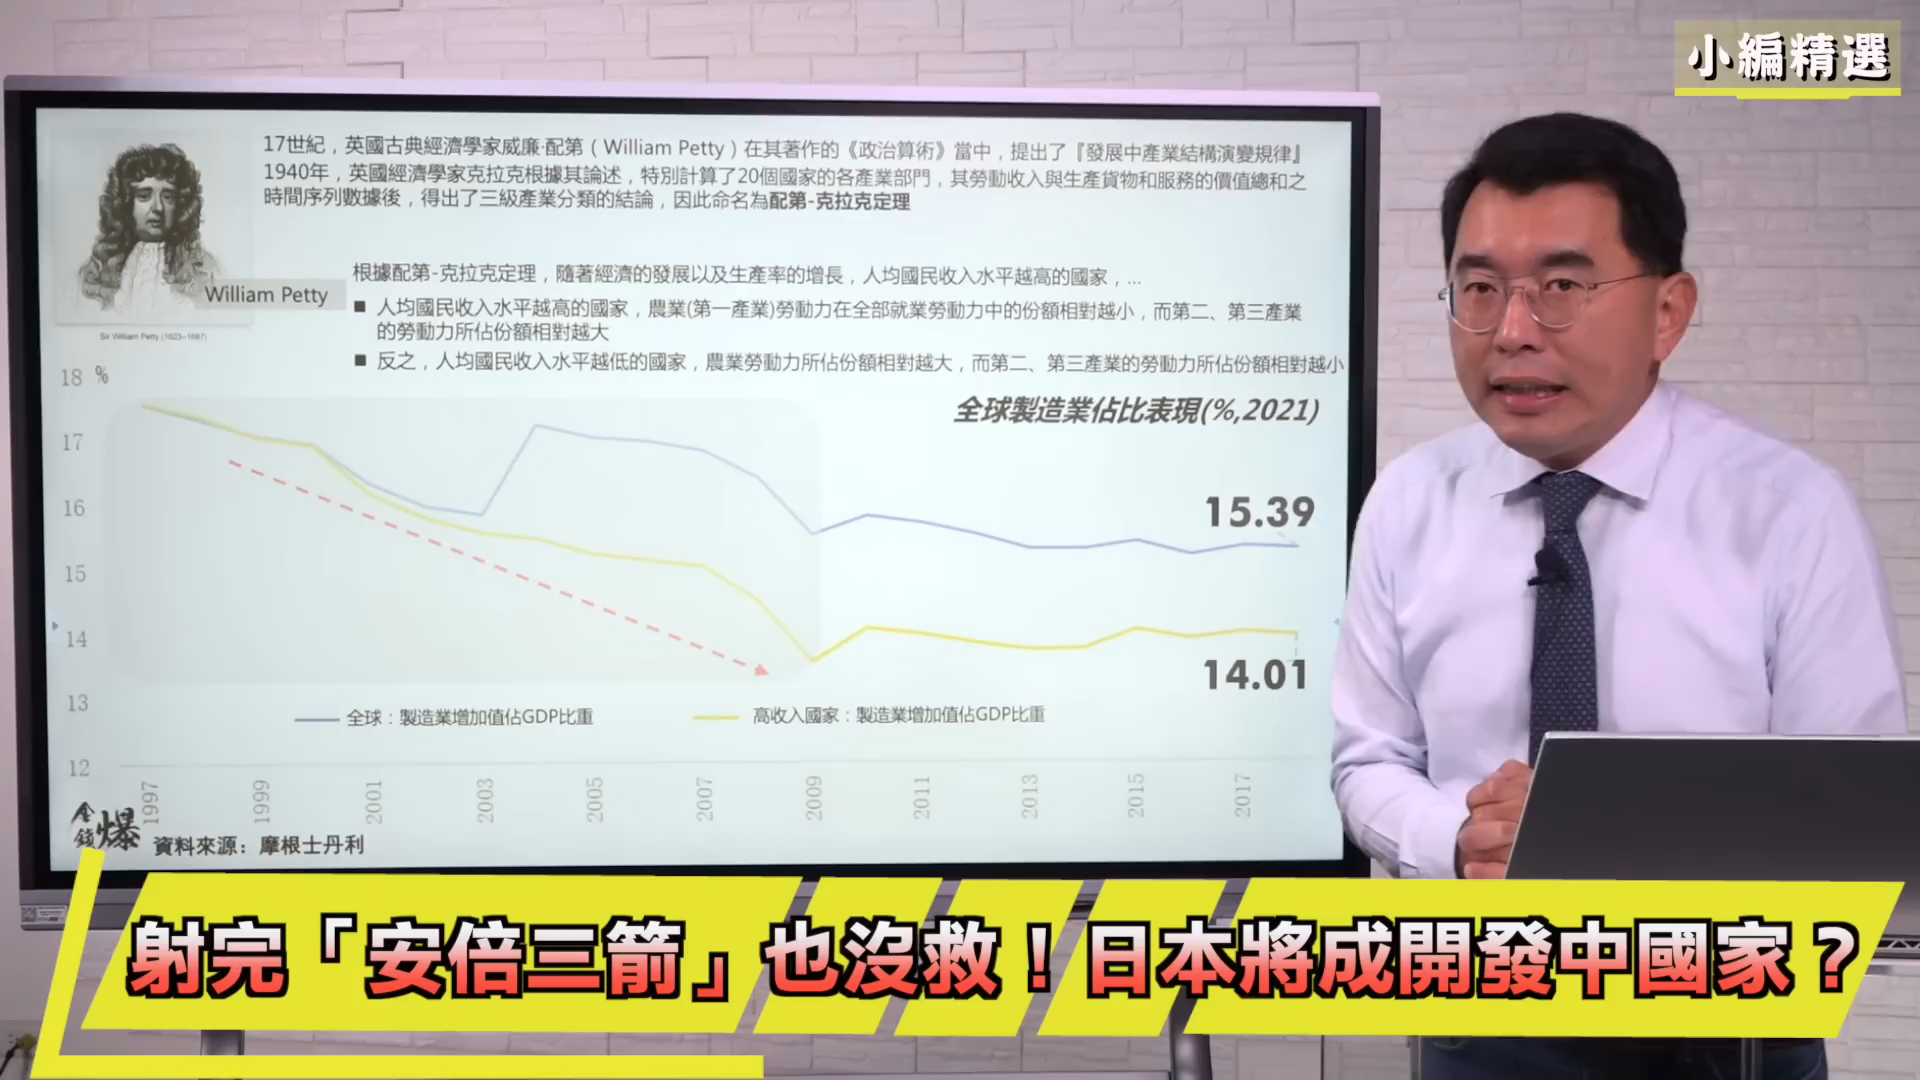 小編精選
17世紀，英國古典經濟學家威廉·配第（William Petty）在其著作的《政治算術》當中，提出了『發展中產業結構演變規律』
1940年，英國經濟學家克拉克根據其論述，特別計算了20個國家的各產業部門，其勞動收入與生產貨物和服務的價值總和之
時間序列數據後，得出了三級產業分類的結論，因此命名為配第-克拉克定理
William Petty
Sir William Petty (1623–1687)
根據配第-克拉克定理，隨著經濟的發展以及生產率的增長，人均國民收入水平越高的國家，...
■ 人均國民收入水平越高的國家，農業(第一產業)勞動力在全部就業勞動力中的份額相對越小，而第二、第三產業
的勞動力所佔份額相對越大
■ 反之，人均國民收入水平越低的國家，農業勞動力所佔份額相對越大，而第二、第三產業的勞動力所佔份額相對越小
全球製造業佔比表現(%,2021)
18 %
17
16
15
14
13
12
15.39
14.01
全球：製造業增加值佔GDP比重
高收入國家：製造業增加值佔GDP比重
1997 1999 2001 2003 2005 2007 2009 2011 2013 2015 2017
金錢爆
資料來源：摩根士丹利
射完「安倍三箭」也沒救！日本將成開發中國家？